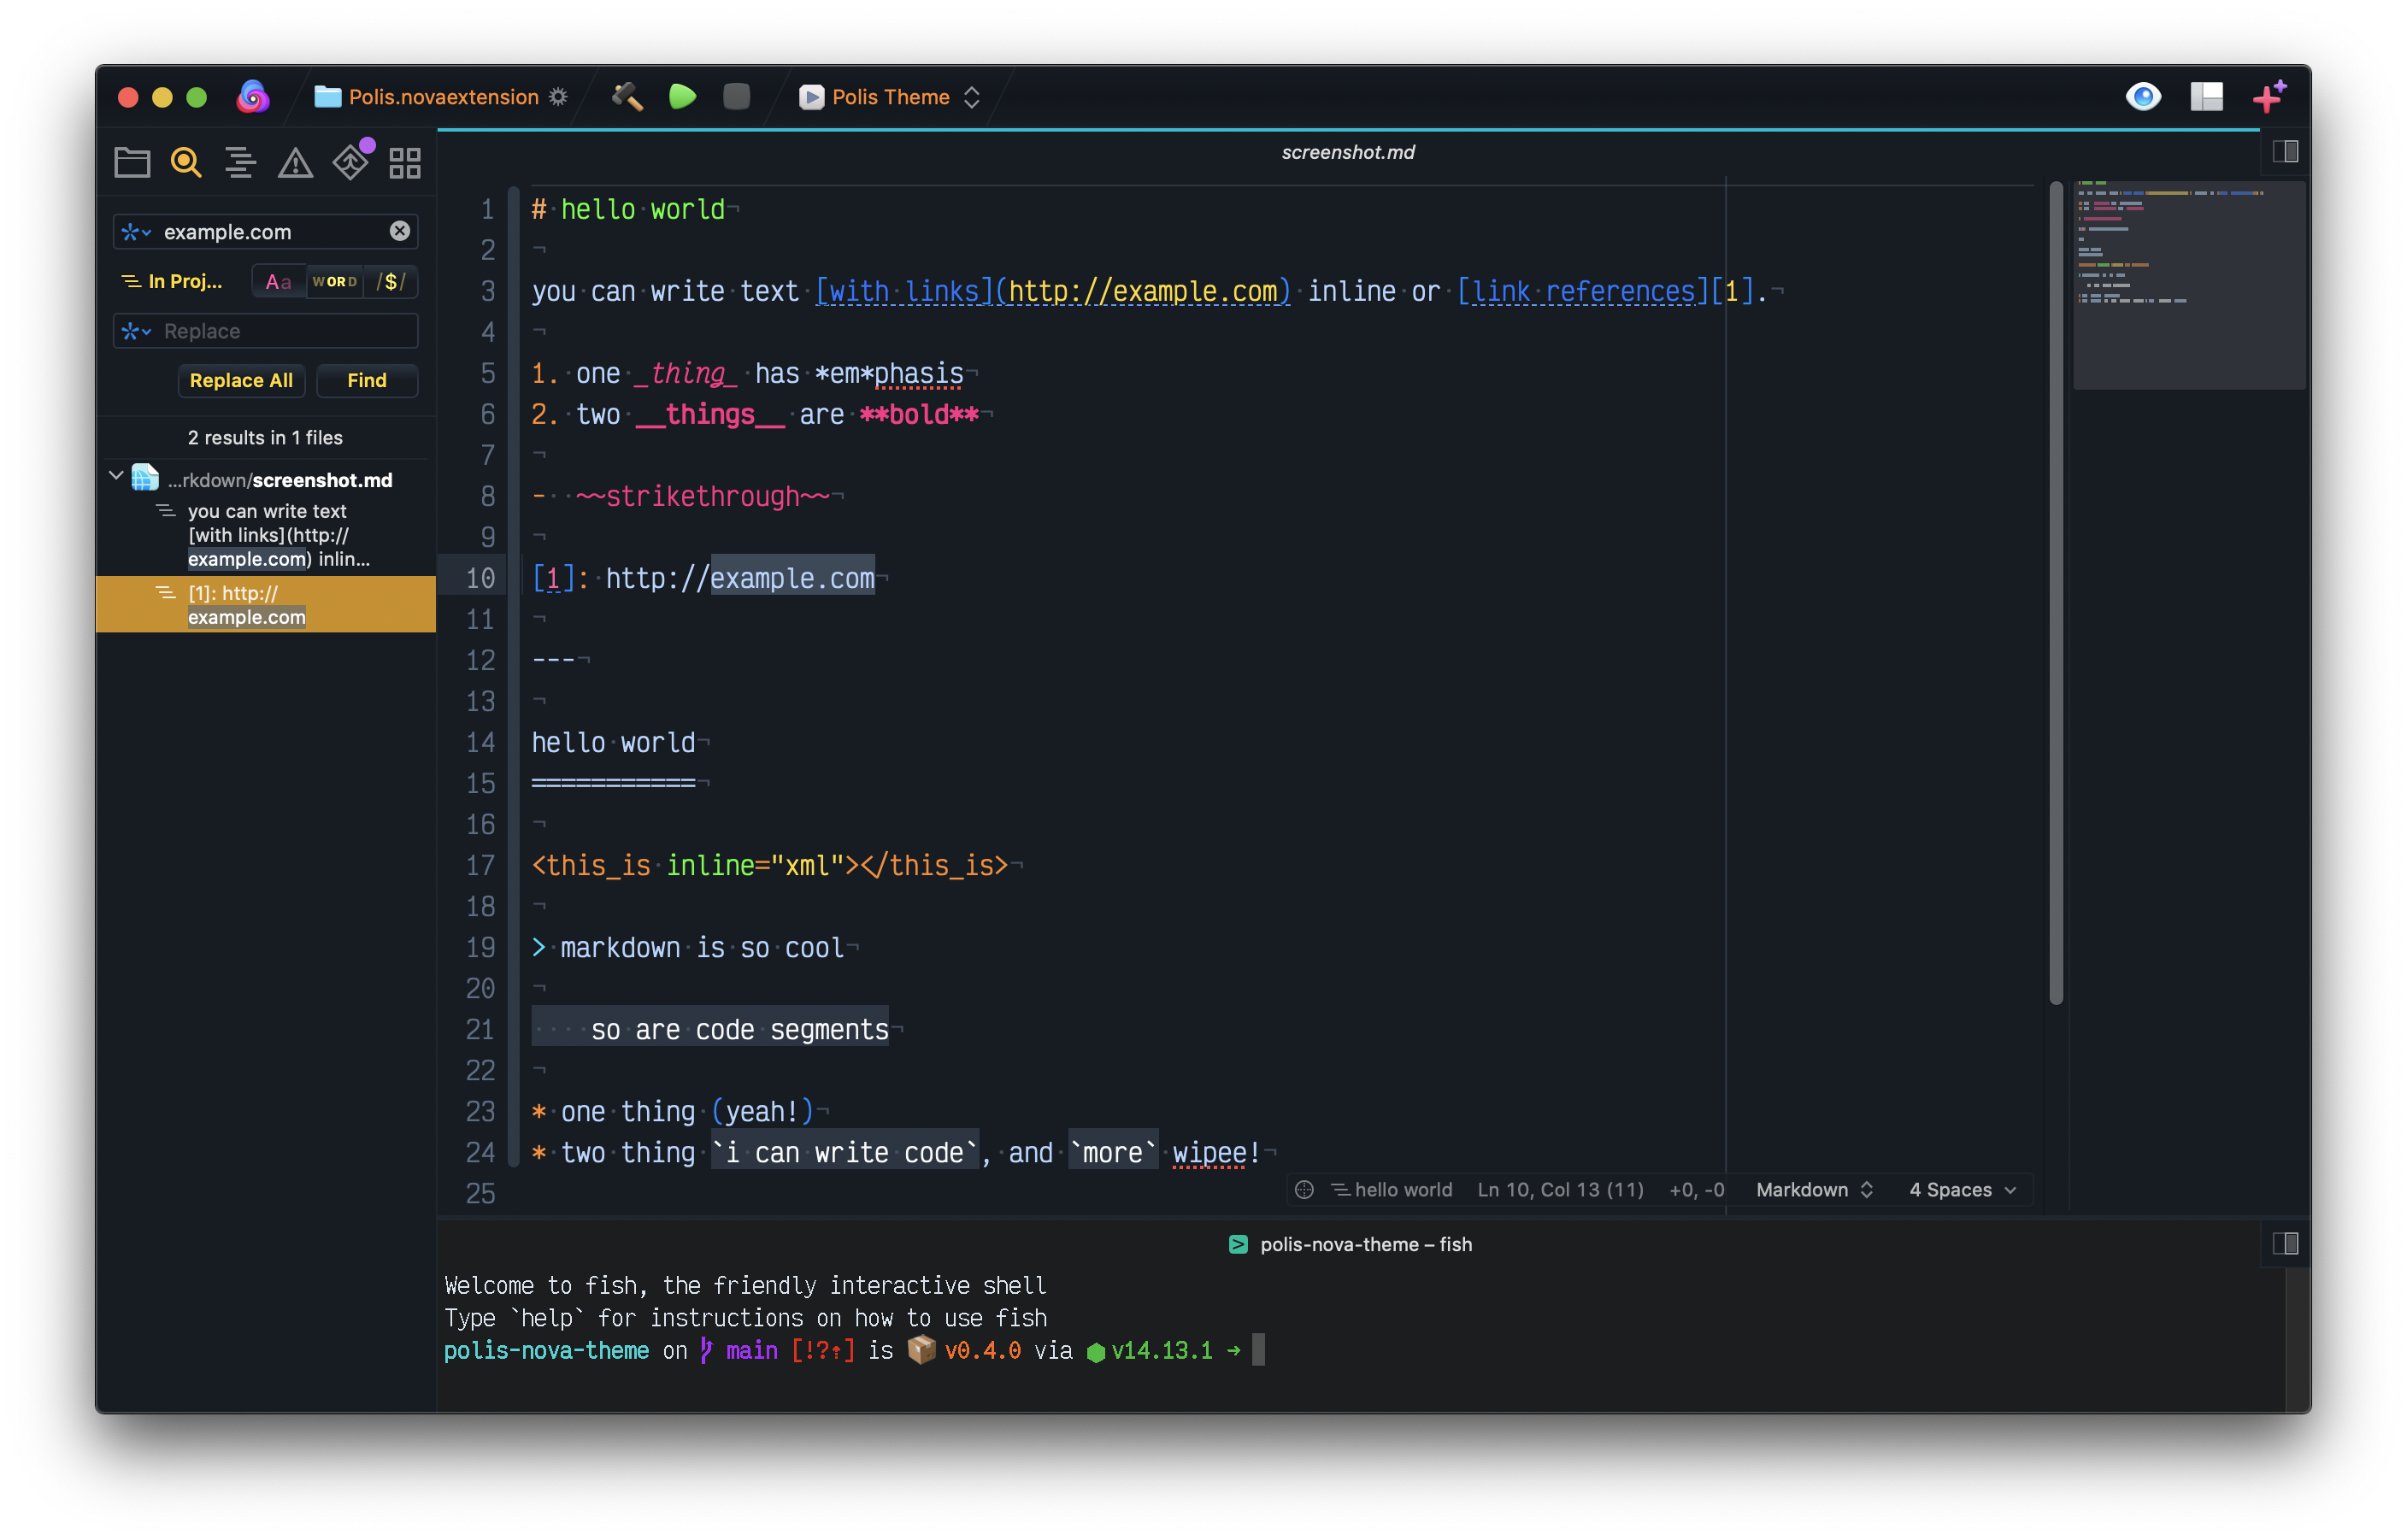 Polis.novaextension
Polis Theme
example.com
In Proj...
Aa
WORD
/$/
Replace
Replace All
Find
2 results in 1 files
...rkdown/screenshot.md
you can write text
[with links](http://
example.com) inlin...
[1]: http://
example.com
screenshot.md
1 # hello world
2
3 you can write text [with links](http://example.com) inline or [link references][1].
4
5 1. one _thing_ has *em*phasis
6 2. two __things__ are **bold**
7
8 - ~~strikethrough~~
9
10 [1]: http://example.com
11
12 ---
13
14 hello world
15 ===========
16
17 <this_is inline="xml"></this_is>
18
19 > markdown is so cool
20
21     so are code segments
22
23 * one thing (yeah!)
24 * two thing `i can write code`, and `more` wipee!
25
hello world Ln 10, Col 13 (11) +0, -0 Markdown 4 Spaces
polis-nova-theme – fish
Welcome to fish, the friendly interactive shell
Type `help` for instructions on how to use fish
polis-nova-theme on main [!?⇡] is 📦 v0.4.0 via ⬢ v14.13.1 →